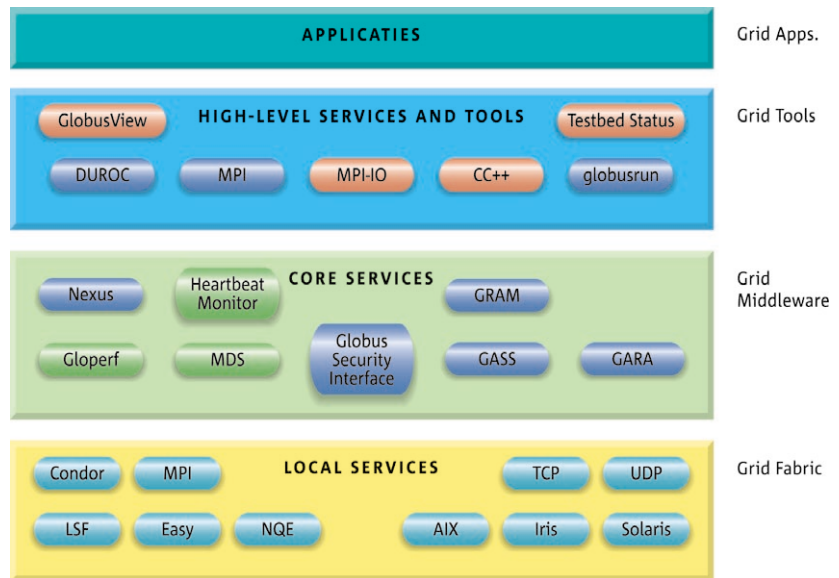 APPLICATIES
Grid Apps.
GlobusView
HIGH-LEVEL SERVICES AND TOOLS
Testbed Status
Grid Tools
DUROC
MPI
MPI-IO
CC++
globusrun
Nexus
Heartbeat
Monitor
CORE SERVICES
GRAM
Grid
Middleware
Gloperf
MDS
Globus
Security
Interface
GASS
GARA
Condor
MPI
LOCAL SERVICES
TCP
UDP
Grid Fabric
LSF
Easy
NQE
AIX
Iris
Solaris